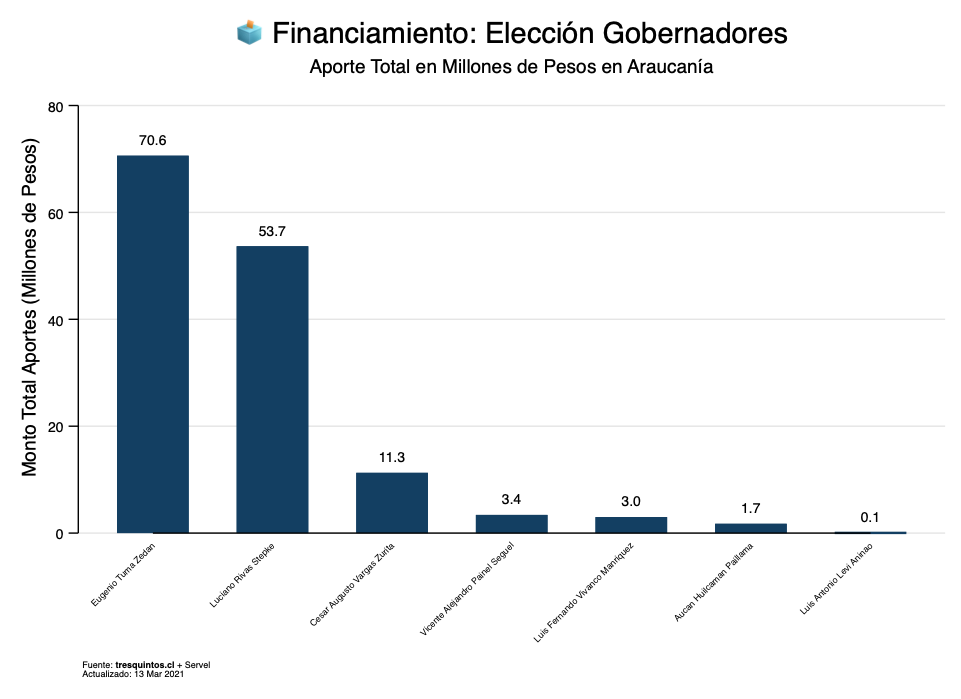 Financiamiento: Elección Gobernadores
Aporte Total en Millones de Pesos en Araucanía
Monto Total Aportes (Millones de Pesos)
80
60
40
20
0
70.6
53.7
11.3
3.4
3.0
1.7
0.1
Eugenio Tuma Zedan
Luciano Rivas Stepke
Cesar Augusto Vargas Zurita
Vicente Alejandro Painel Seguel
Luis Fernando Vivanco Manriquez
Aucan Huilcaman Paillama
Luis Antonio Levi Aninao
Fuente: tresquintos.cl + Servel
Actualizado: 13 Mar 2021